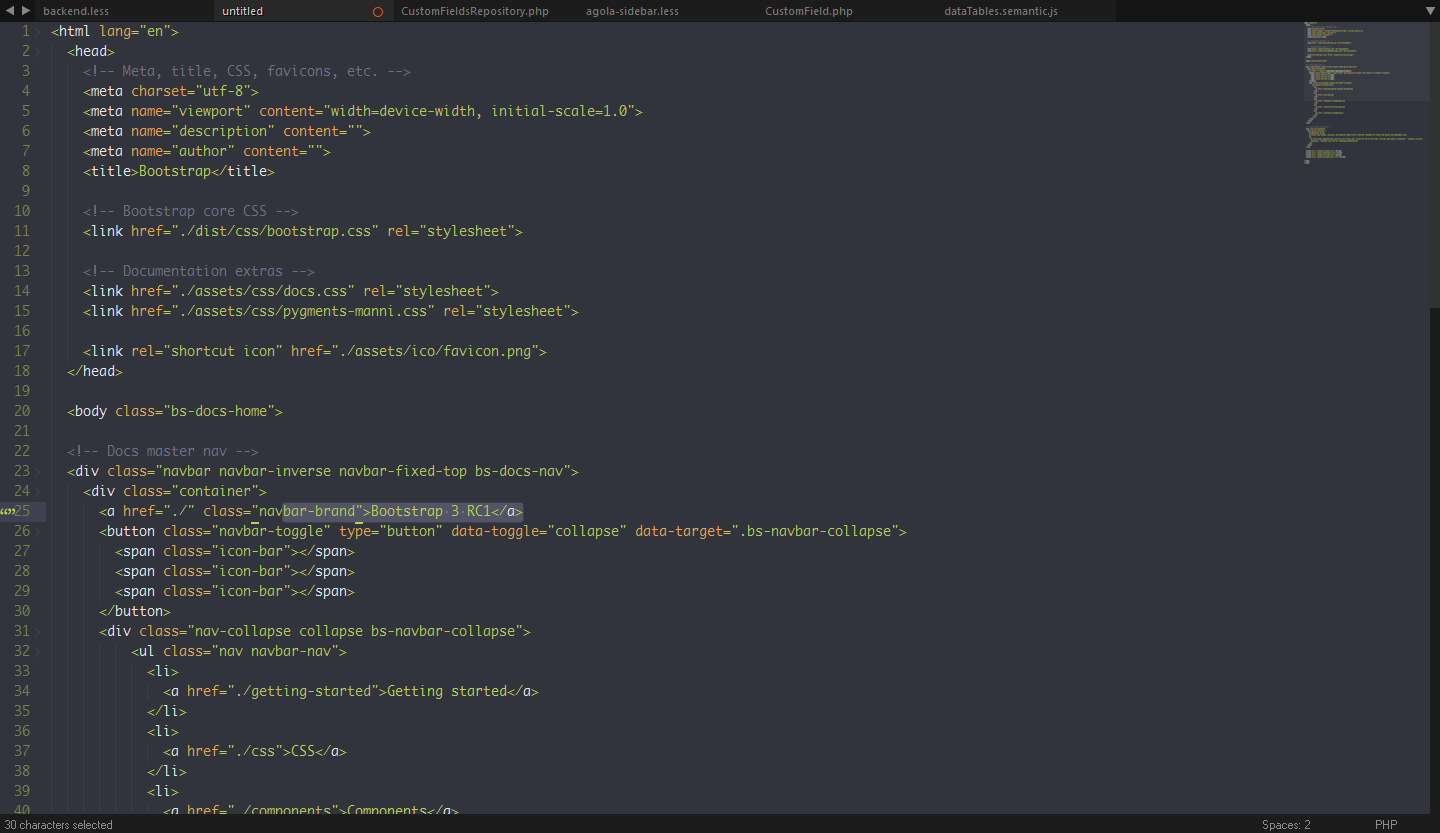 backend.less untitled CustomFieldsRepository.php agola-sidebar.less CustomField.php dataTables.semantic.js
1 <html lang="en">
2 <head>
3 <!-- Meta, title, CSS, favicons, etc. -->
4 <meta charset="utf-8">
5 <meta name="viewport" content="width=device-width, initial-scale=1.0">
6 <meta name="description" content="">
7 <meta name="author" content="">
8 <title>Bootstrap</title>
9
10 <!-- Bootstrap core CSS -->
11 <link href="./dist/css/bootstrap.css" rel="stylesheet">
12
13 <!-- Documentation extras -->
14 <link href="./assets/css/docs.css" rel="stylesheet">
15 <link href="./assets/css/pygments-manni.css" rel="stylesheet">
16
17 <link rel="shortcut icon" href="./assets/ico/favicon.png">
18 </head>
19
20 <body class="bs-docs-home">
21
22 <!-- Docs master nav -->
23 <div class="navbar navbar-inverse navbar-fixed-top bs-docs-nav">
24 <div class="container">
25 <a href="./" class="navbar-brand">Bootstrap 3 RC1</a>
26 <button class="navbar-toggle" type="button" data-toggle="collapse" data-target=".bs-navbar-collapse">
27 <span class="icon-bar"></span>
28 <span class="icon-bar"></span>
29 <span class="icon-bar"></span>
30 </button>
31 <div class="nav-collapse collapse bs-navbar-collapse">
32 <ul class="nav navbar-nav">
33 <li>
34 <a href="./getting-started">Getting started</a>
35 </li>
36 <li>
37 <a href="./css">CSS</a>
38 </li>
39 <li>
40 <a href="./components">Components</a>
30 characters selected Spaces: 2 PHP